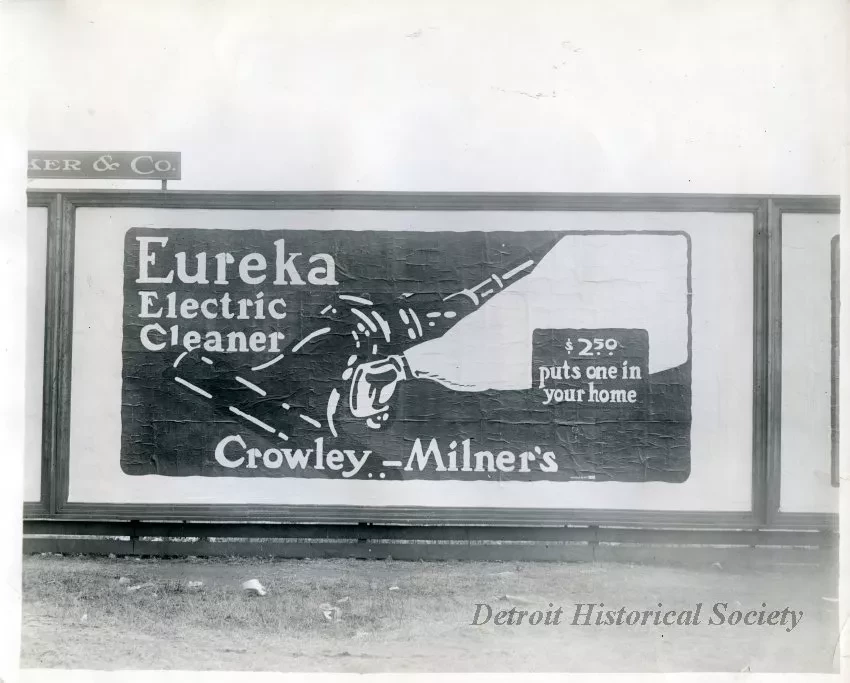 KER & CO.
Eureka
Electric
Cleaner
$2.50
puts one in
your home
Crowley-Milner's
Detroit Historical Society